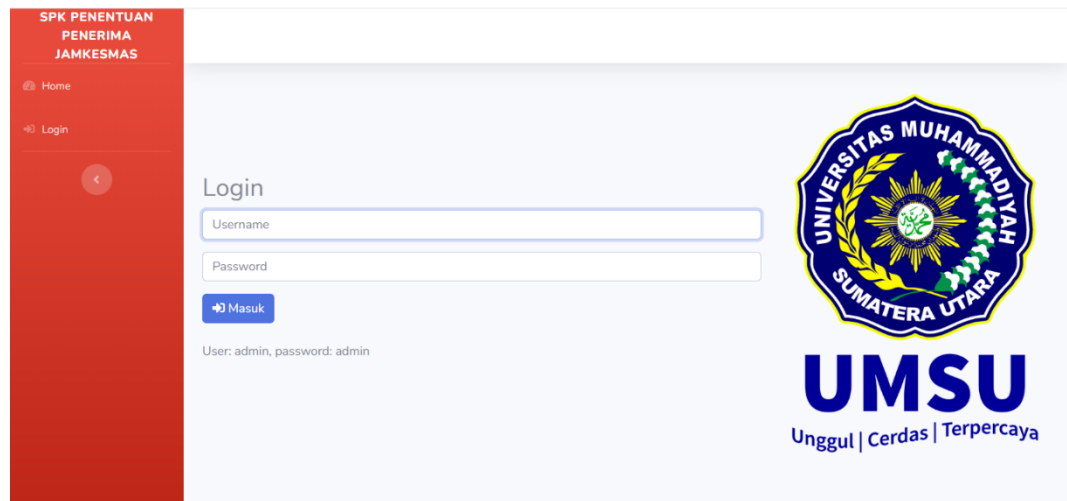 SPK PENENTUAN
PENERIMA
JAMKESMAS
Home
Login
Login
Username
Password
Masuk
User: admin, password: admin
UNIVERSITAS MUHAMMADIYAH
SUMATERA UTARA
UMSU
Unggul | Cerdas | Terpercaya